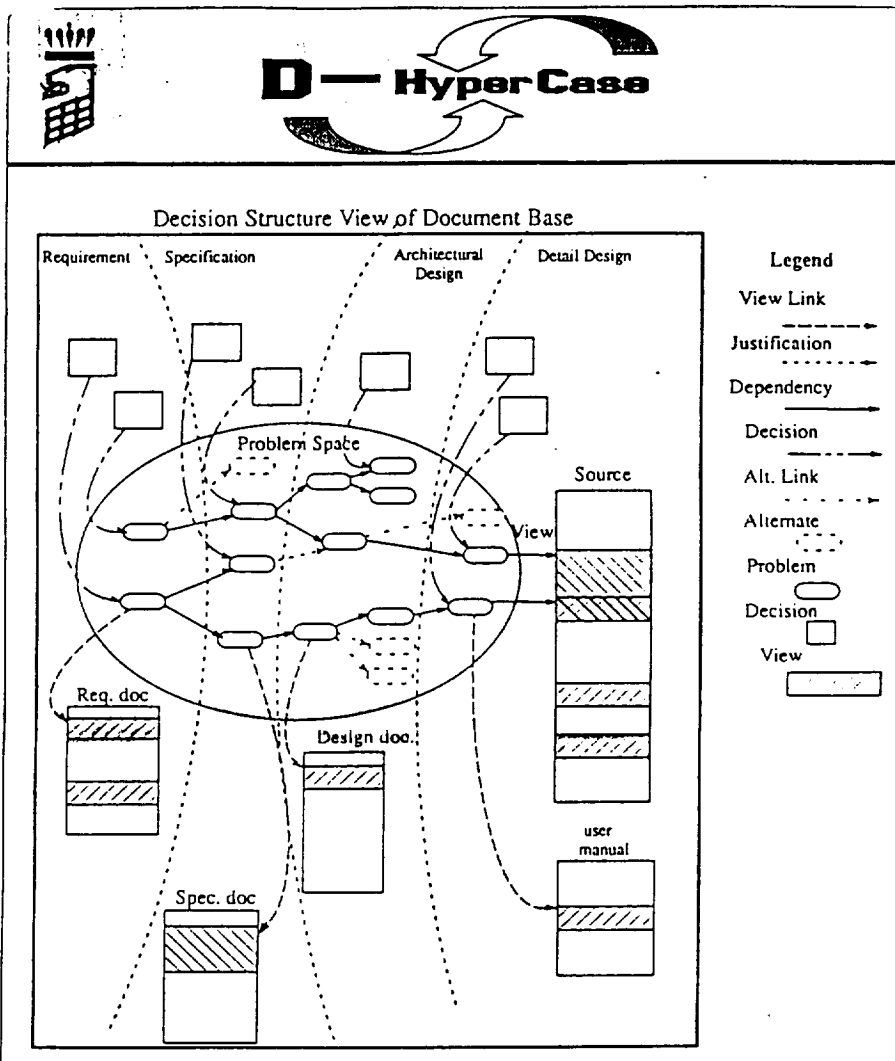 D — HyperCase
Decision Structure View of Document Base
Requirement
Specification
Architectural
Design
Detail Design
Problem Space
View
Source
Req. doc
Design doc.
Spec. doc
user
manual
Legend
View Link
Justification
Dependency
Decision
Alt. Link
Alternate
Problem
Decision
View